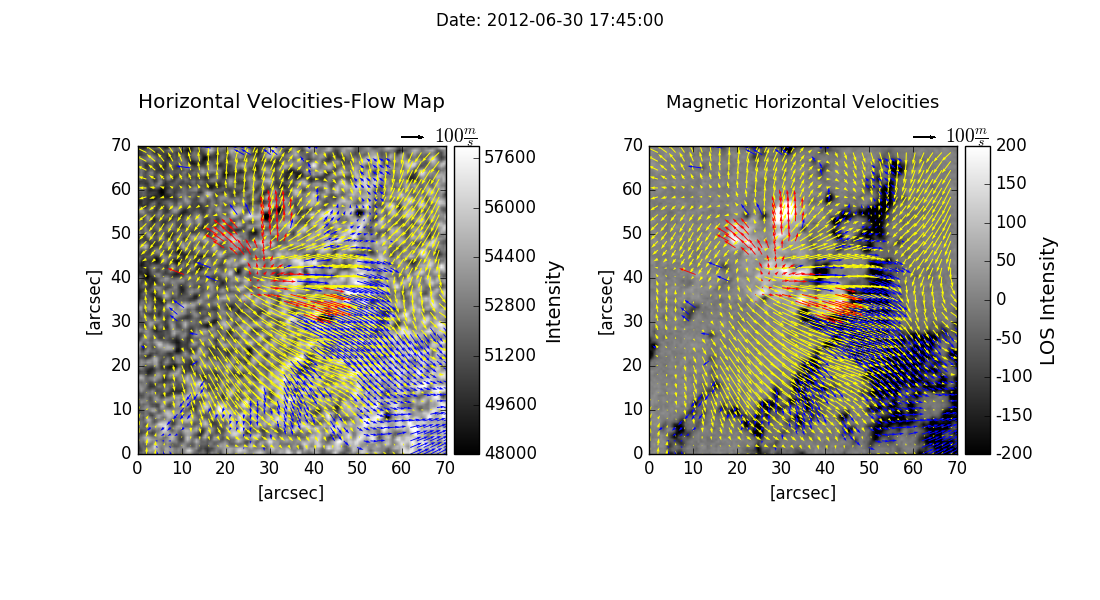 Date: 2012-06-30 17:45:00
Horizontal Velocities-Flow Map
100 m/s
70
60
50
40
30
20
10
0
[arcsec]
0 10 20 30 40 50 60 70
[arcsec]
57600
56000
54400
52800
51200
49600
48000
Intensity
Magnetic Horizontal Velocities
100 m/s
70
60
50
40
30
20
10
0
[arcsec]
0 10 20 30 40 50 60 70
[arcsec]
200
150
100
50
0
-50
-100
-150
-200
LOS Intensity